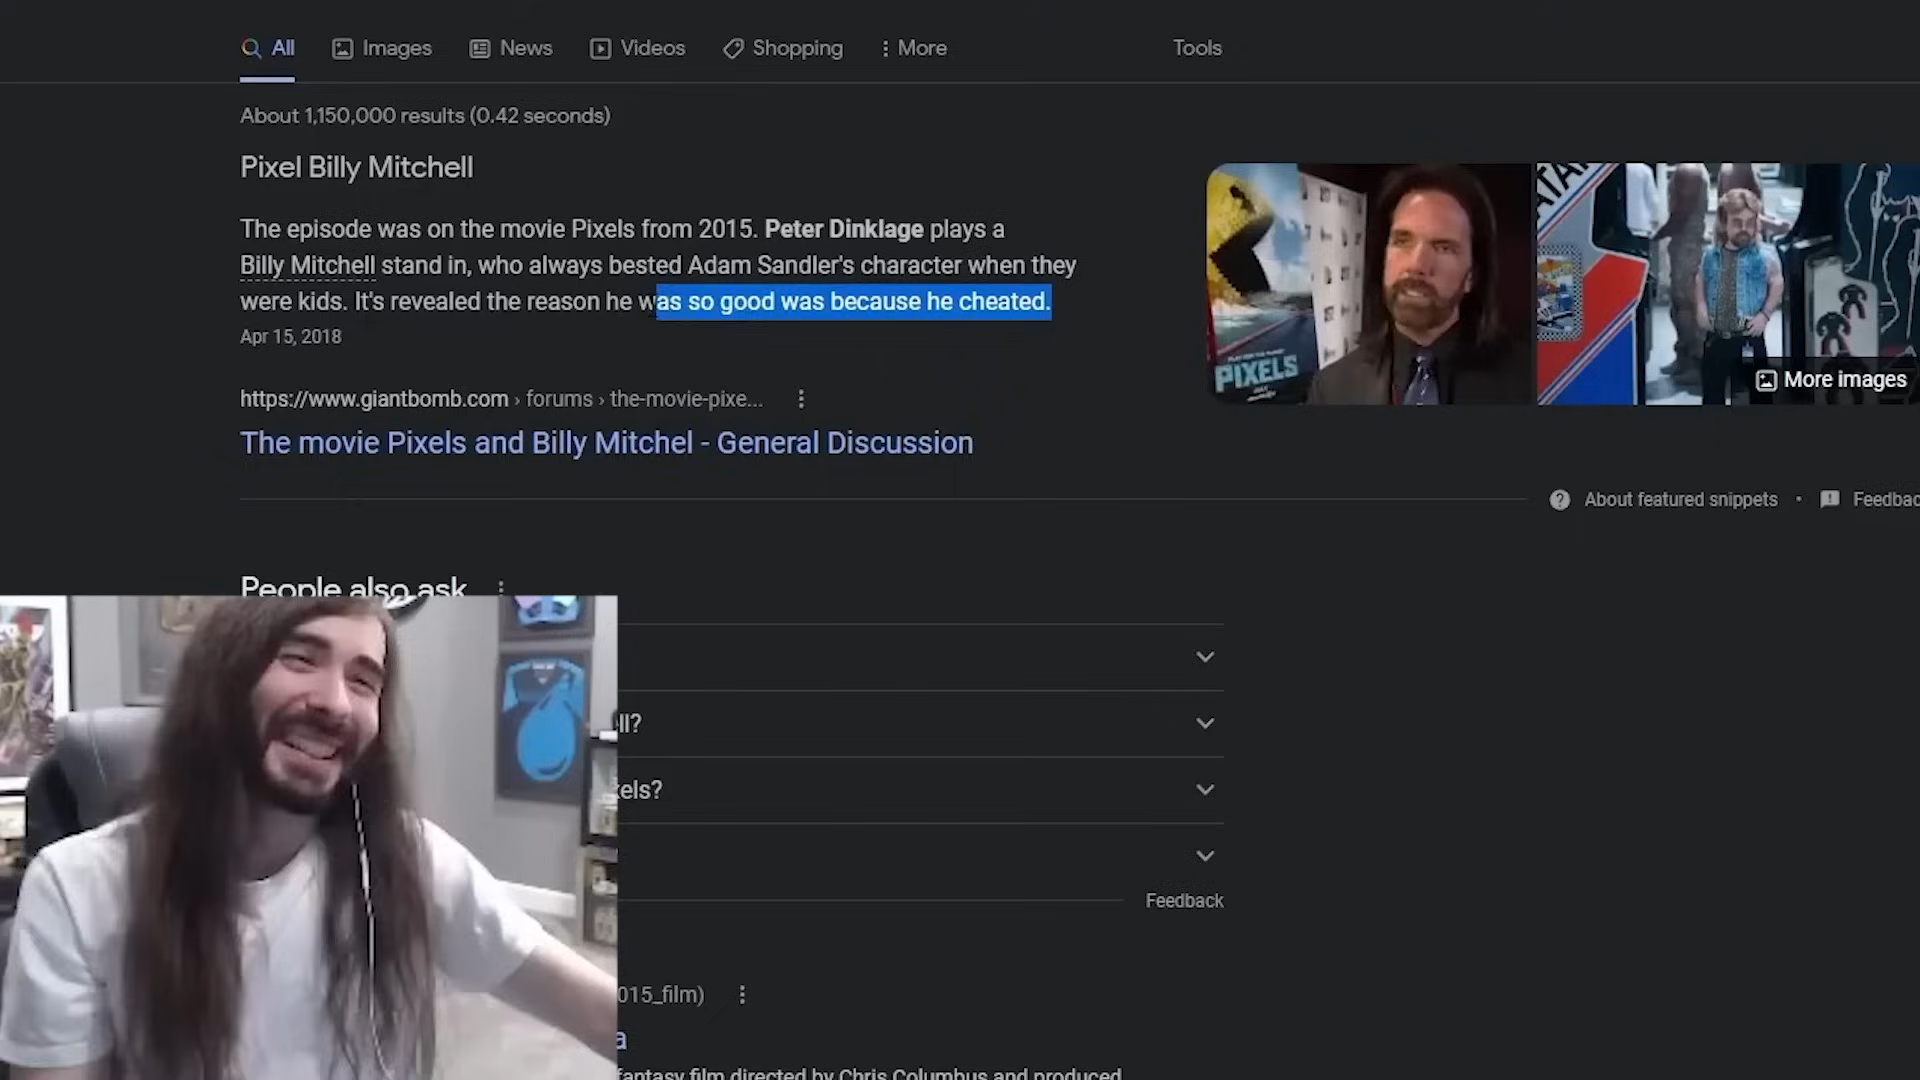 All Images News Videos Shopping More Tools
About 1,150,000 results (0.42 seconds)
Pixel Billy Mitchell
The episode was on the movie Pixels from 2015. Peter Dinklage plays a
Billy Mitchell stand in, who always bested Adam Sandler's character when they
were kids. It's revealed the reason he was so good was because he cheated.
Apr 15, 2018
PIXELS
ATARI
More images
https://www.giantbomb.com › forums › the-movie-pixe...
The movie Pixels and Billy Mitchel - General Discussion
About featured snippets • Feedbac
People also ask
ll?
els?
Feedback
015_film)
a
fantasy film directed by Chris Columbus and produced